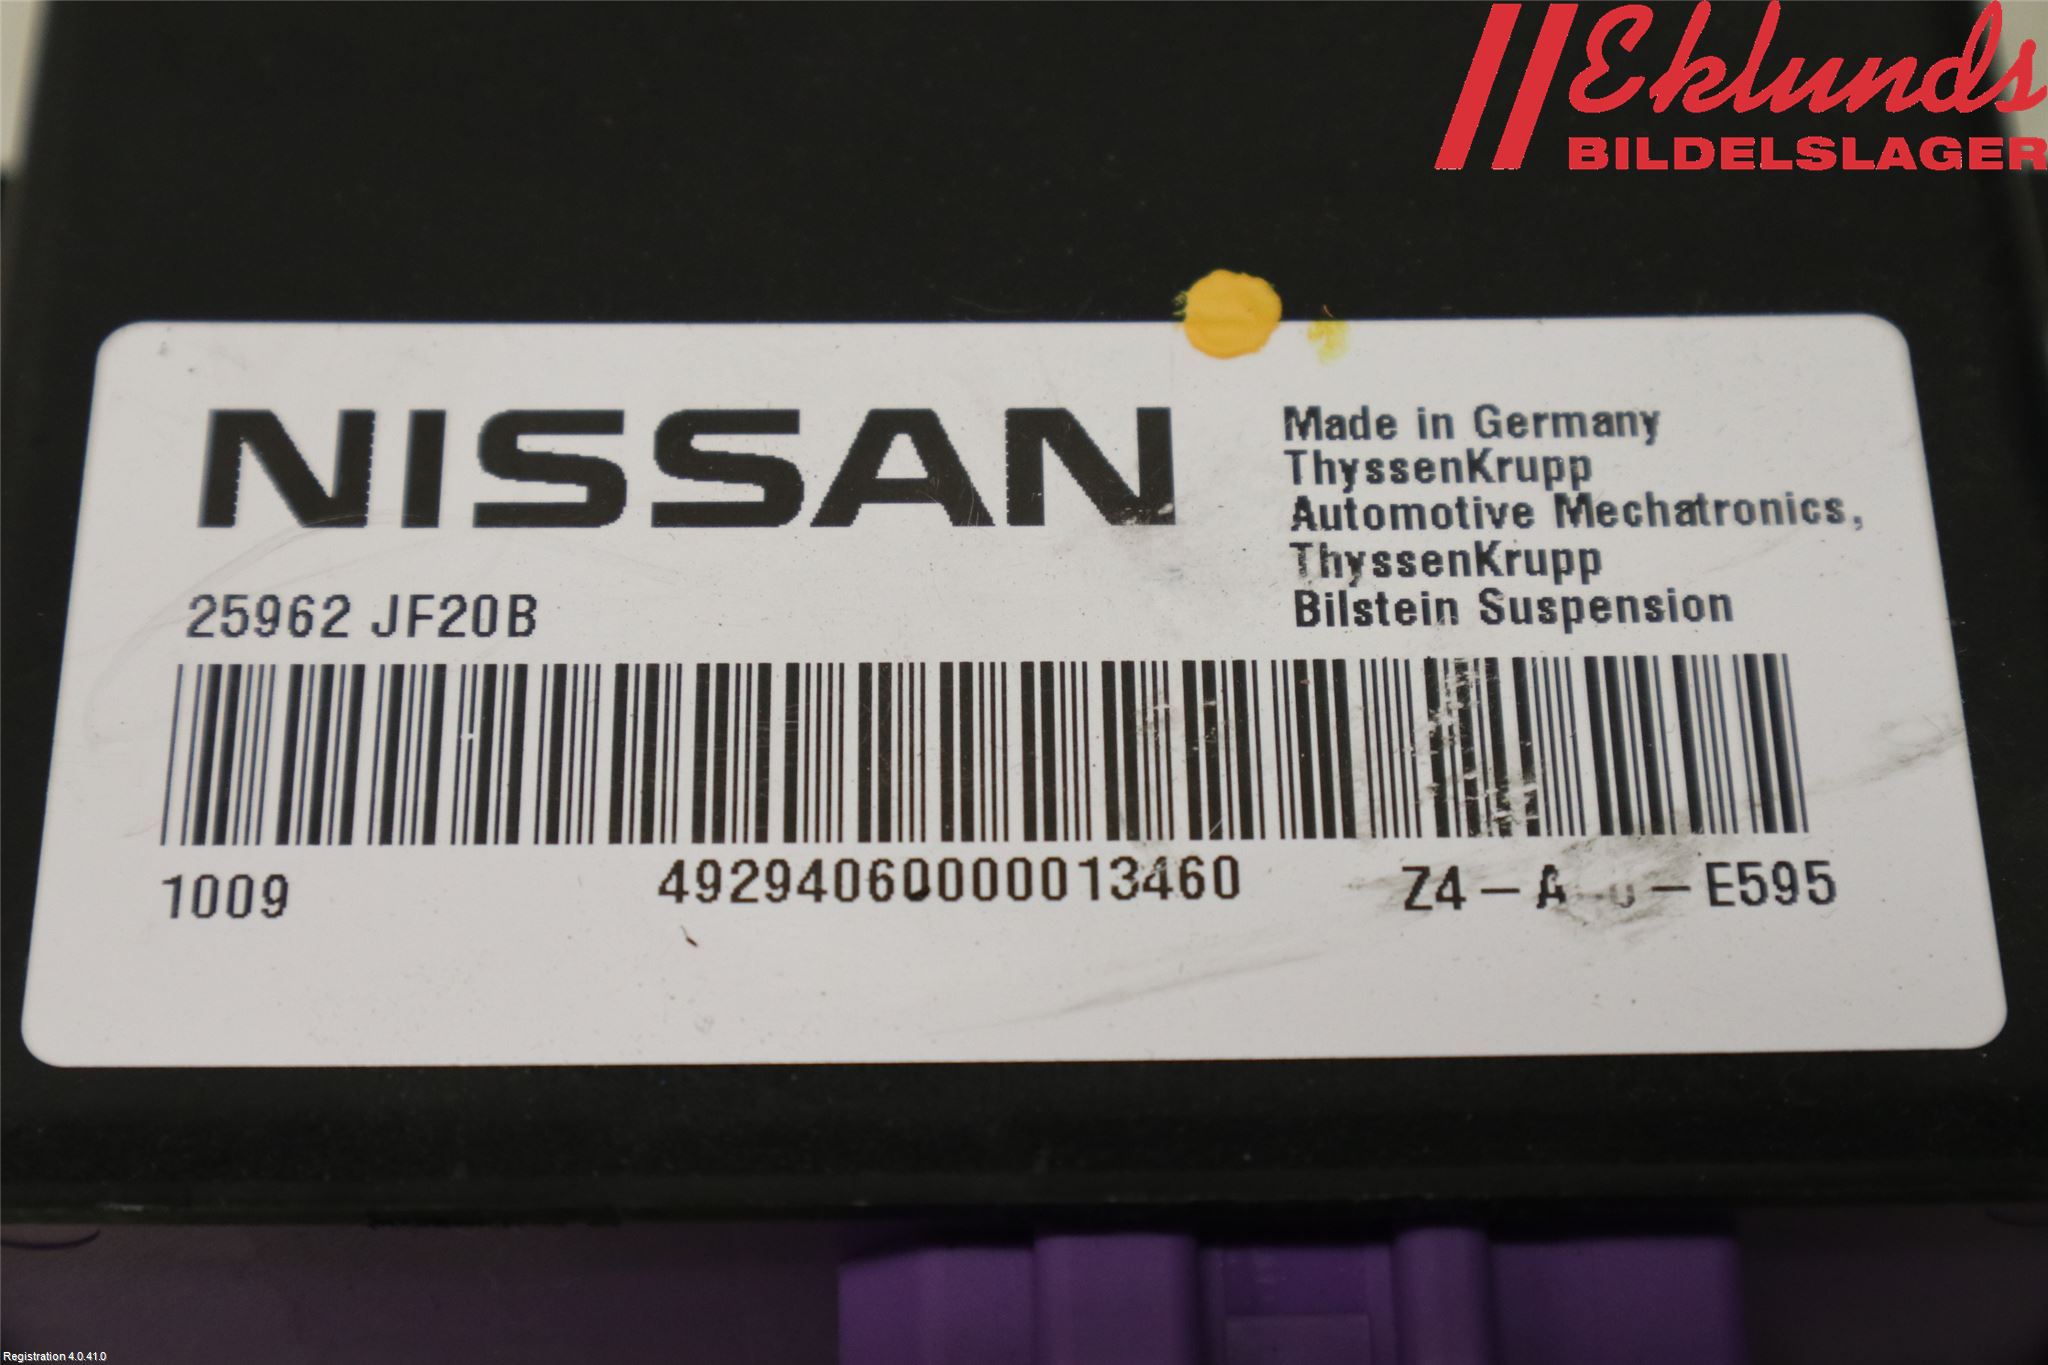 Eklunds
BILDELSLAGER
NISSAN
Made in Germany
ThyssenKrupp
Automotive Mechatronics,
ThyssenKrupp
Bilstein Suspension
25962 JF20B
1009
49294060000013460
Registration 4.0.41.0